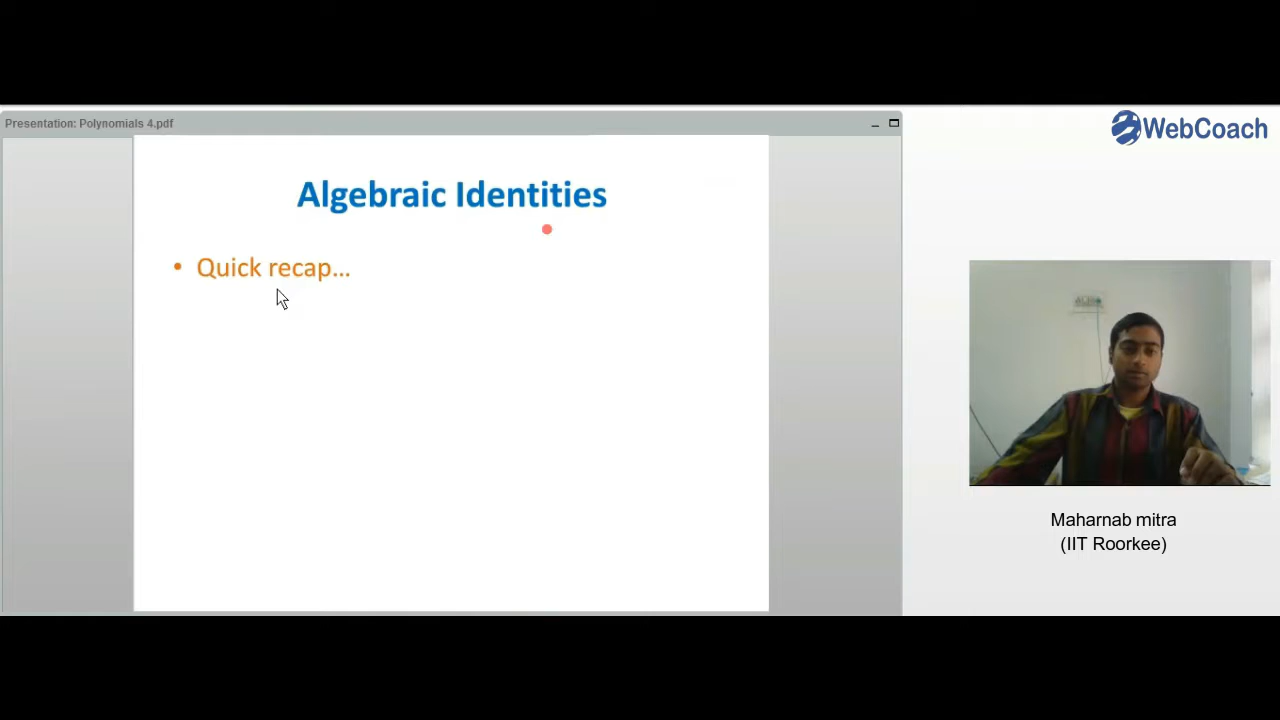 Presentation: Polynomials 4.pdf
WebCoach
Algebraic Identities
• Quick recap...
Maharnab mitra
(IIT Roorkee)